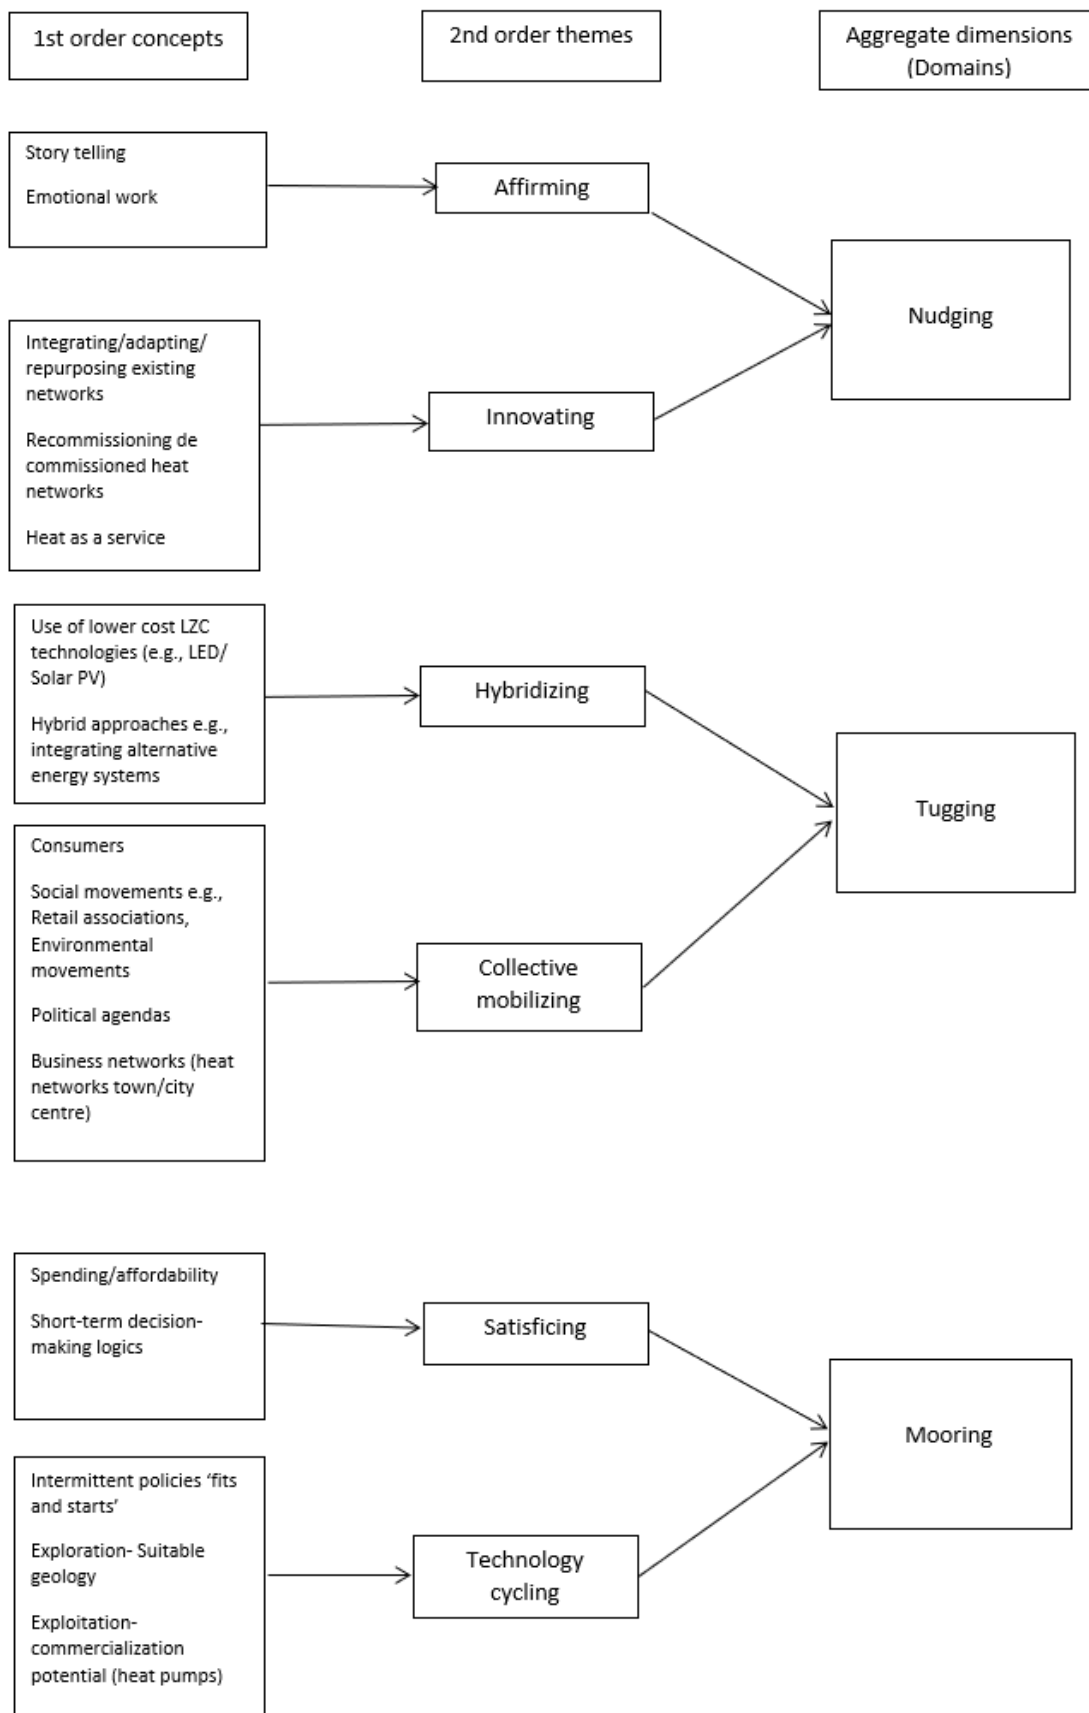 1st order concepts
2nd order themes
Aggregate dimensions
(Domains)
Story telling
Emotional work
Affirming
Nudging
Integrating/adapting/
repurposing existing
networks
Recommissioning de
commissioned heat
networks
Heat as a service
Innovating
Use of lower cost LZC
technologies (e.g., LED/
Solar PV)
Hybrid approaches e.g.,
integrating alternative
energy systems
Hybridizing
Tugging
Consumers
Social movements e.g.,
Retail associations,
Environmental
movements
Political agendas
Business networks (heat
networks town/city
centre)
Collective
mobilizing
Spending/affordability
Short-term decision-
making logics
Satisficing
Mooring
Intermittent policies ‘fits
and starts’
Exploration- Suitable
geology
Exploitation-
commercialization
potential (heat pumps)
Technology
cycling